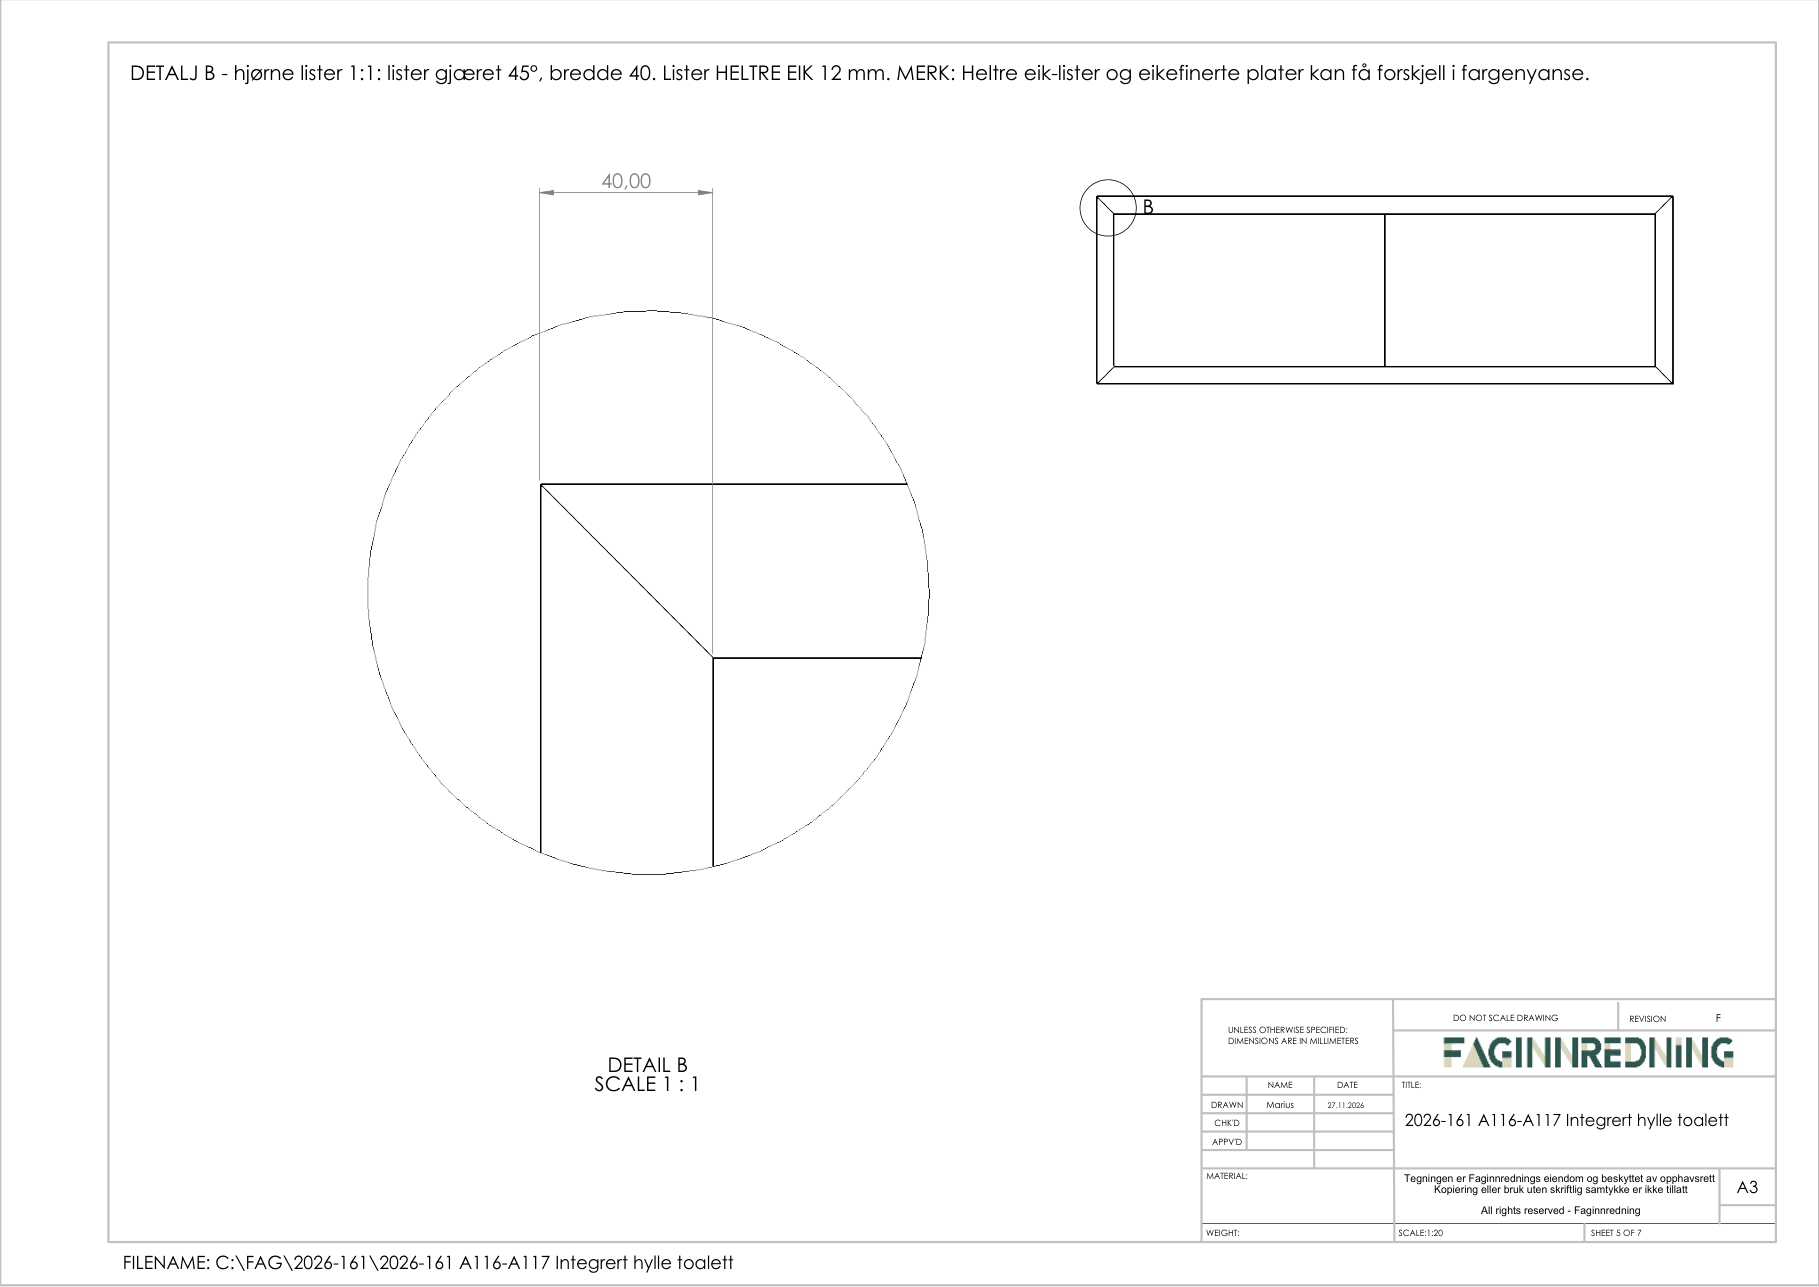 DETALJ B - hjørne lister 1:1: lister gjæret 45°, bredde 40. Lister HELTRE EIK 12 mm. MERK: Heltre eik-lister og eikefinerte plater kan få forskjell i fargenyanse.
40,00
B
DETAIL B
SCALE 1 : 1
UNLESS OTHERWISE SPECIFIED:
DIMENSIONS ARE IN MILLIMETERS
DO NOT SCALE DRAWING
REVISION F
FAGINNREDNING
NAME DATE
DRAWN Marius 27.11.2026
CHK'D
APPV'D
TITLE:
2026-161 A116-A117 Integrert hylle toalett
MATERIAL:
Tegningen er Faginnrednings eiendom og beskyttet av opphavsrett
Kopiering eller bruk uten skriftlig samtykke er ikke tillatt
All rights reserved - Faginnredning
A3
WEIGHT:
SCALE:1:20
SHEET 5 OF 7
FILENAME: C:\FAG\2026-161\2026-161 A116-A117 Integrert hylle toalett